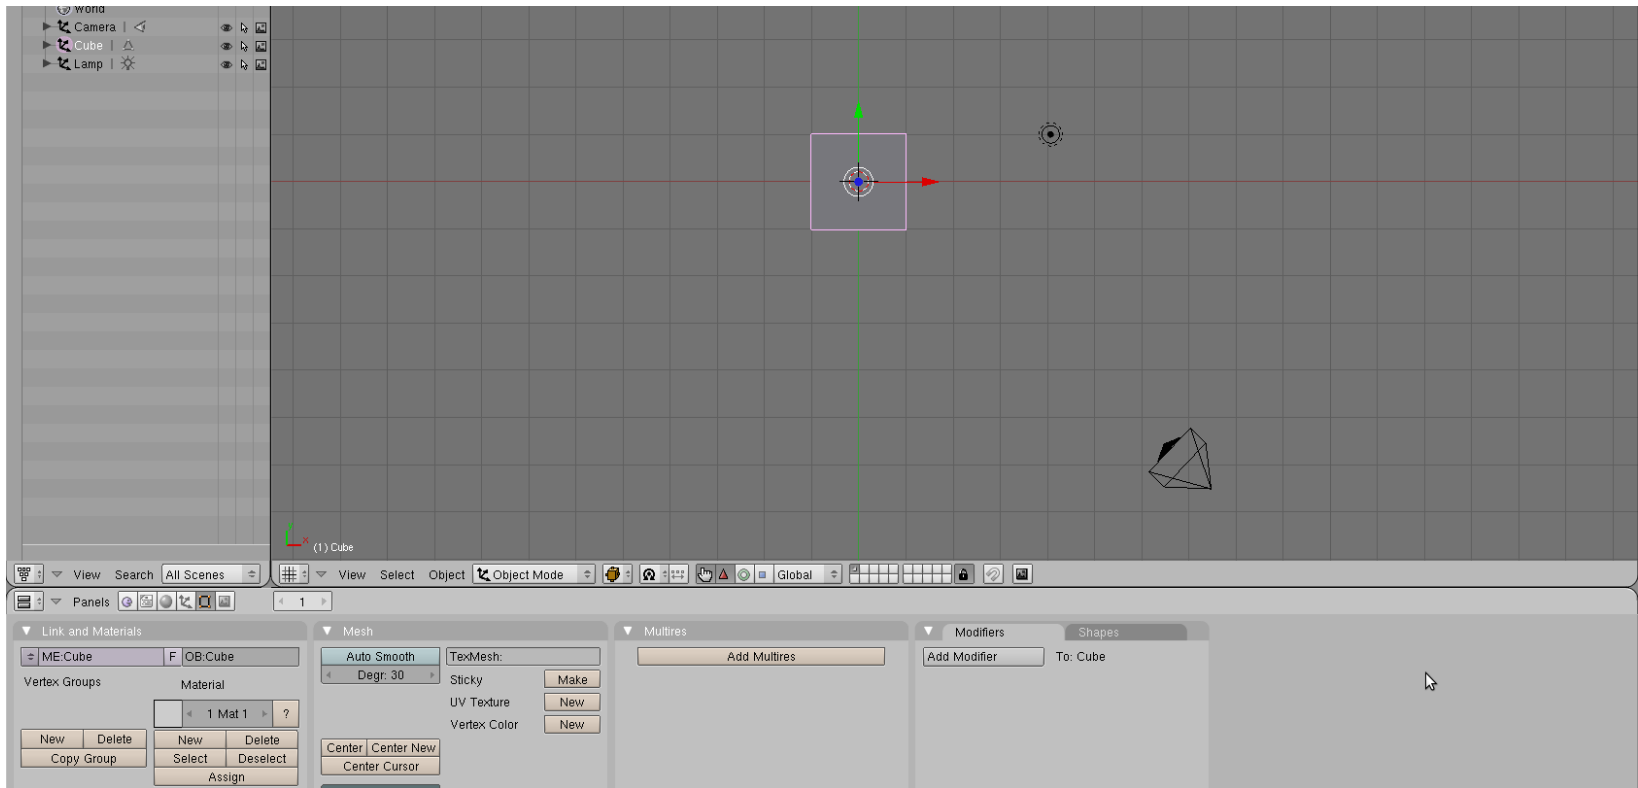 World
Camera
Cube
Lamp
(1) Cube
View Search All Scenes
View Select Object Object Mode Global
Panels 1
Link and Materials
ME:Cube F OB:Cube
Vertex Groups
Material
1 Mat 1 ?
New Delete New Delete
Copy Group Select Deselect
Assign
Mesh
Auto Smooth TexMesh:
Degr: 30 Sticky Make
UV Texture New
Vertex Color New
Center Center New
Center Cursor
Multires
Add Multires
Modifiers Shapes
Add Modifier To: Cube